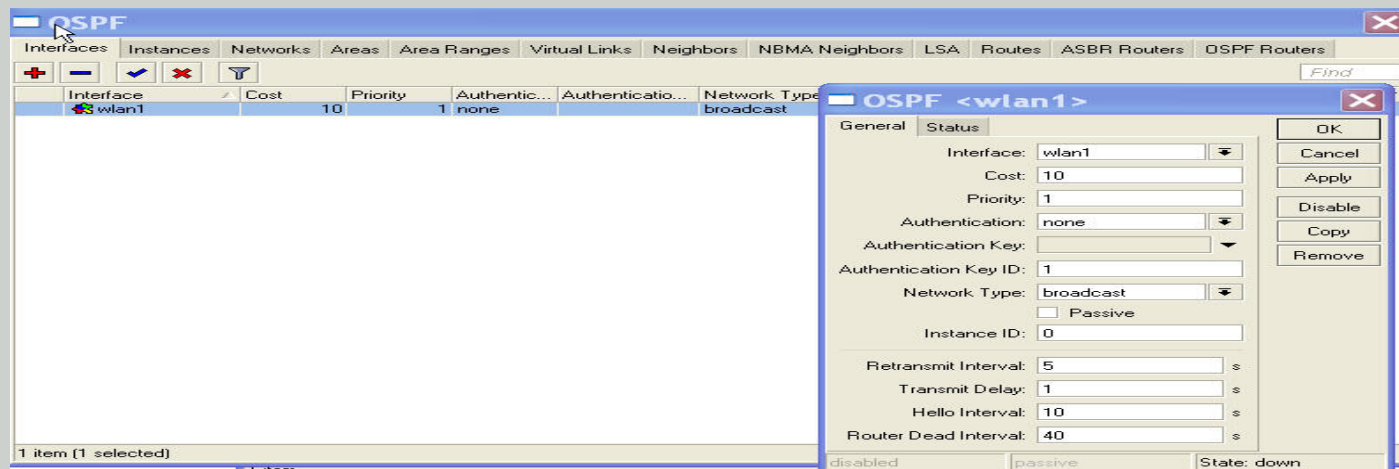 OSPF
Interfaces Instances Networks Areas Area Ranges Virtual Links Neighbors NBMA Neighbors LSA Routes ASBR Routers OSPF Routers
Find
Interface Cost Priority Authentic... Authenticatio... Network Type
wlan1 10 1 none broadcast
1 item (1 selected)
OSPF <wlan1>
General Status
Interface: wlan1
Cost: 10
Priority: 1
Authentication: none
Authentication Key:
Authentication Key ID: 1
Network Type: broadcast
Passive
Instance ID: 0
Retransmit Interval: 5 s
Transmit Delay: 1 s
Hello Interval: 10 s
Router Dead Interval: 40 s
OK
Cancel
Apply
Disable
Copy
Remove
disabled passive State: down